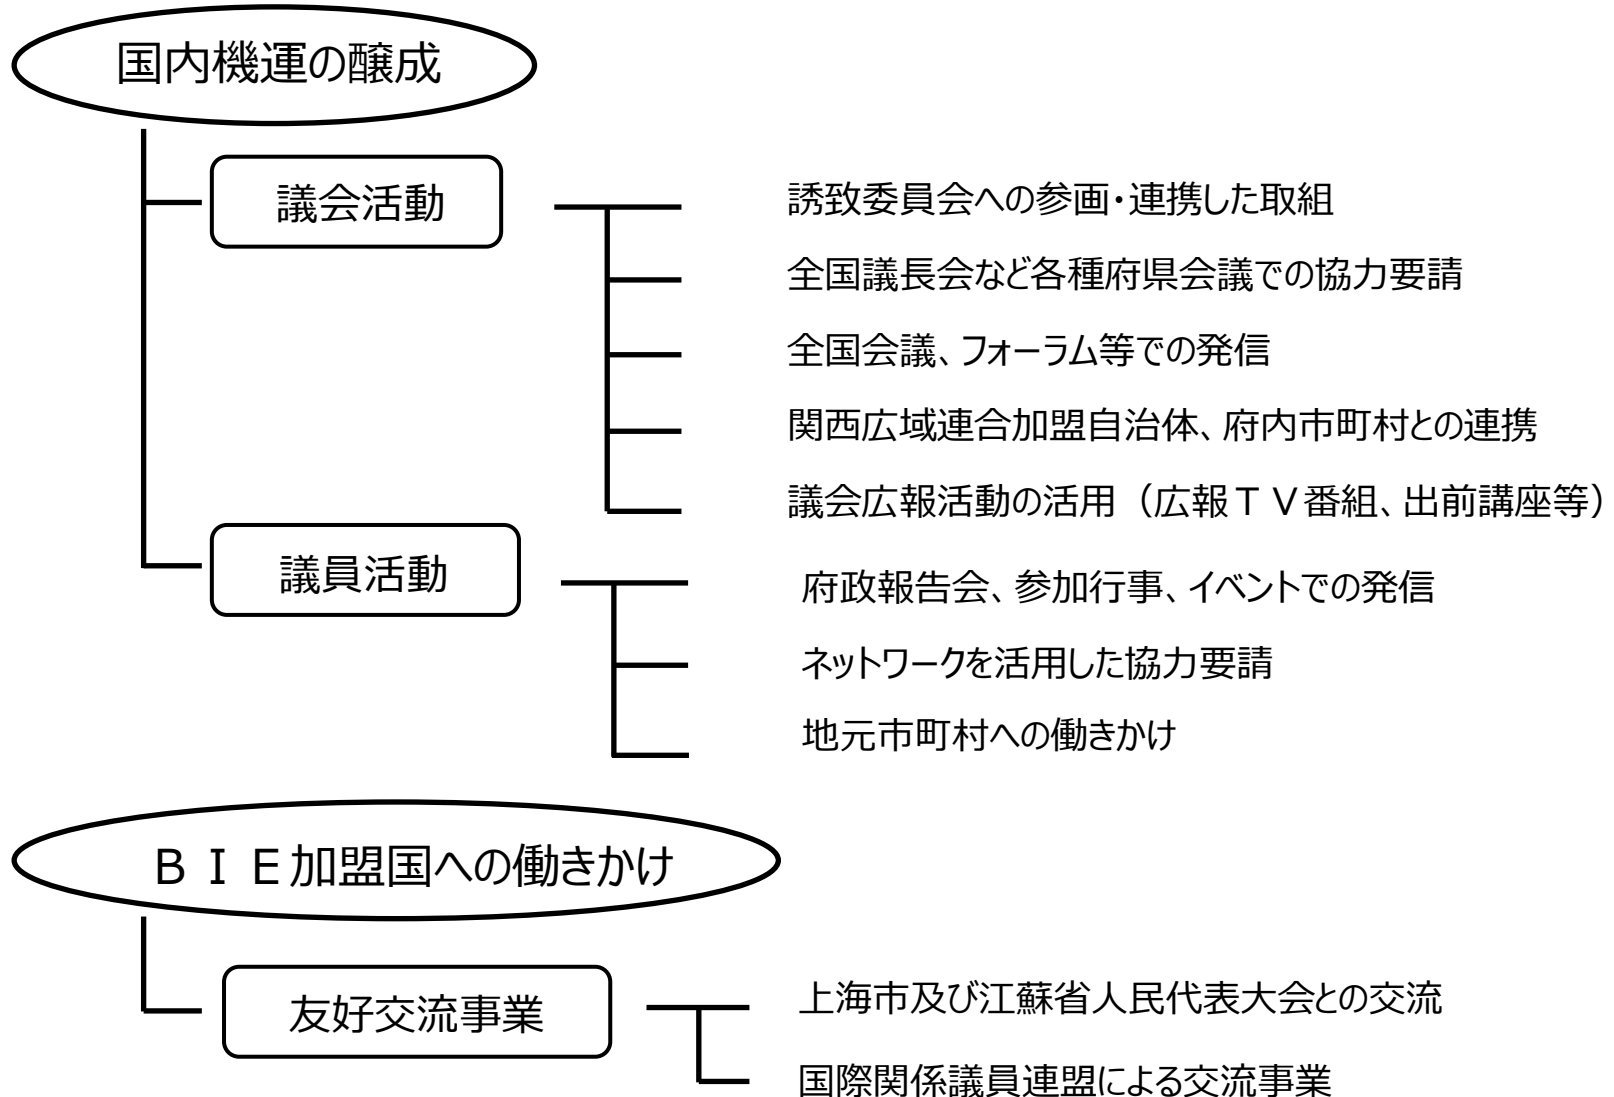 国内機運の醸成
議会活動
誘致委員会への参画・連携した取組
全国議長会など各種府県会議での協力要請
全国会議、フォーラム等での発信
関西広域連合加盟自治体、府内市町村との連携
議会広報活動の活用（広報ＴＶ番組、出前講座等）
議員活動
府政報告会、参加行事、イベントでの発信
ネットワークを活用した協力要請
地元市町村への働きかけ
ＢＩＥ加盟国への働きかけ
友好交流事業
上海市及び江蘇省人民代表大会との交流
国際関係議員連盟による交流事業